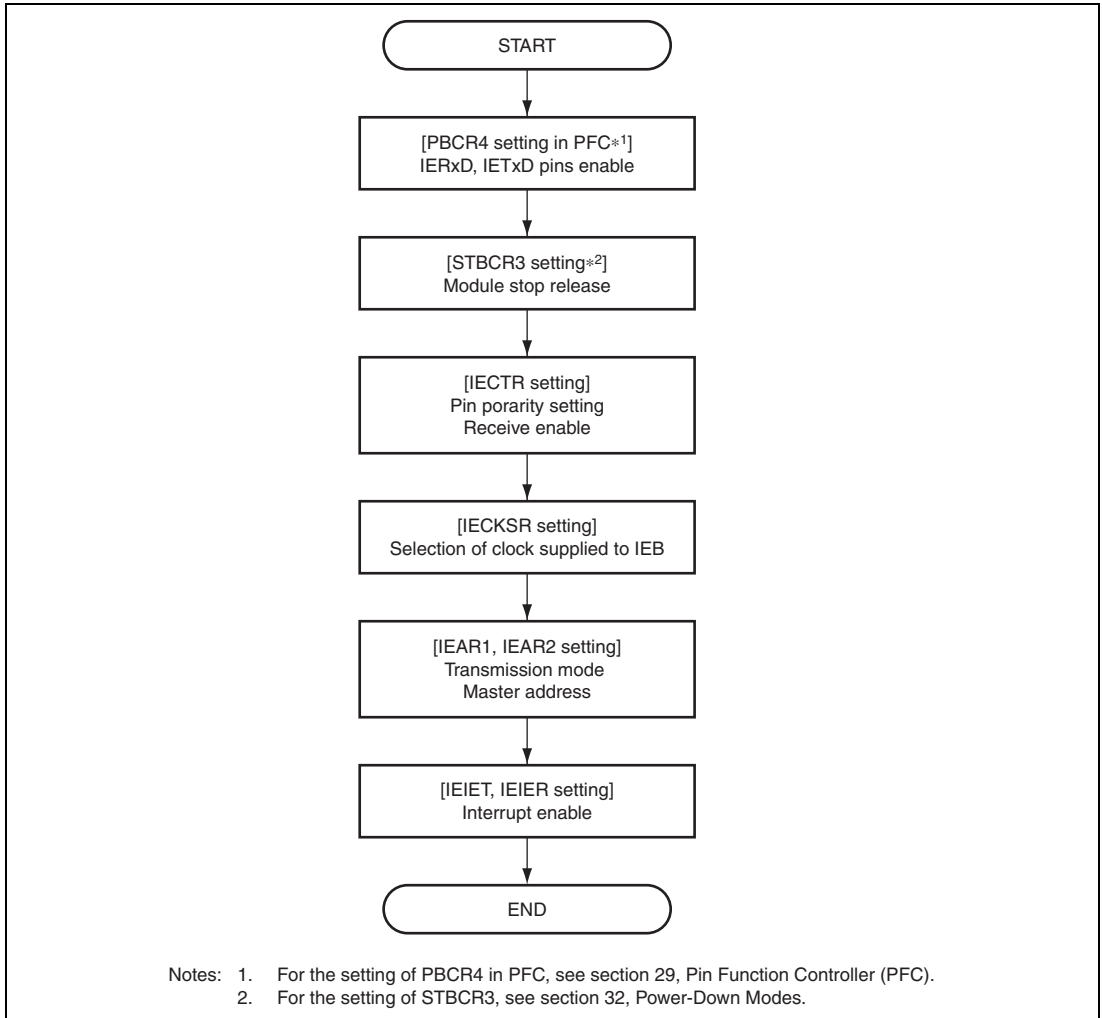 START
[PBCR4 setting in PFC*1]
IERxD, IETxD pins enable
[STBCR3 setting*2]
Module stop release
[IECTR setting]
Pin porarity setting
Receive enable
[IECKSR setting]
Selection of clock supplied to IEB
[IEAR1, IEAR2 setting]
Transmission mode
Master address
[IEIET, IEIER setting]
Interrupt enable
END
Notes: 1. For the setting of PBCR4 in PFC, see section 29, Pin Function Controller (PFC).
2. For the setting of STBCR3, see section 32, Power-Down Modes.